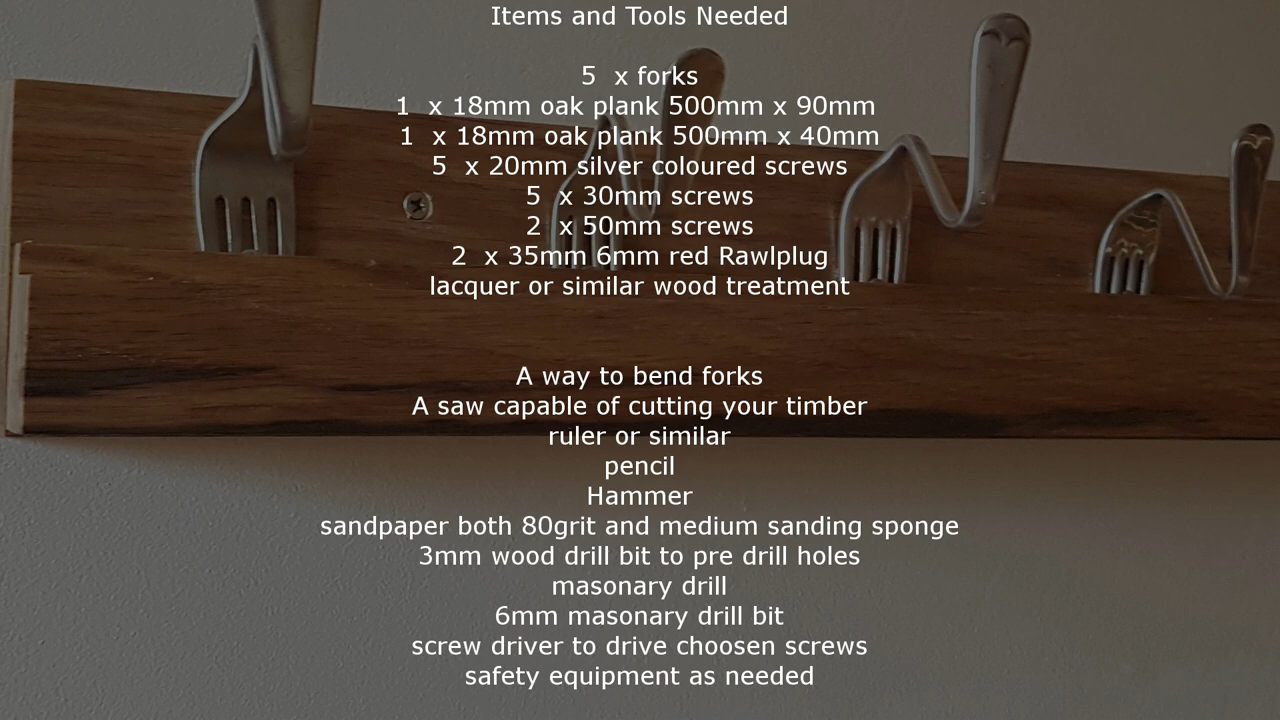 Items and Tools Needed
5 x forks
1 x 18mm oak plank 500mm x 90mm
1 x 18mm oak plank 500mm x 40mm
5 x 20mm silver coloured screws
5 x 30mm screws
2 x 50mm screws
2 x 35mm 6mm red Rawlplug
lacquer or similar wood treatment
A way to bend forks
A saw capable of cutting your timber
ruler or similar
pencil
Hammer
sandpaper both 80grit and medium sanding sponge
3mm wood drill bit to pre drill holes
masonary drill
6mm masonary drill bit
screw driver to drive choosen screws
safety equipment as needed